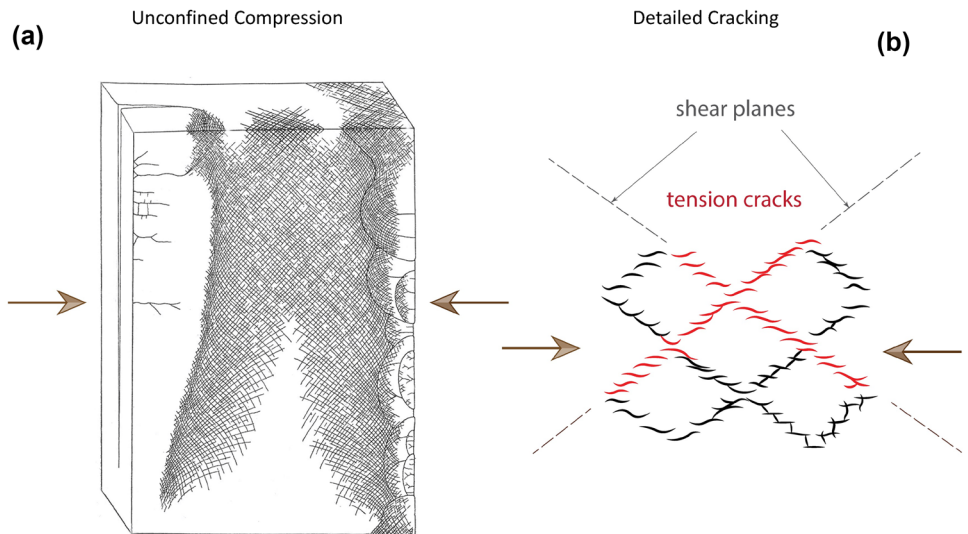 Unconfined Compression
Detailed Cracking
(a)
(b)
shear planes
tension cracks